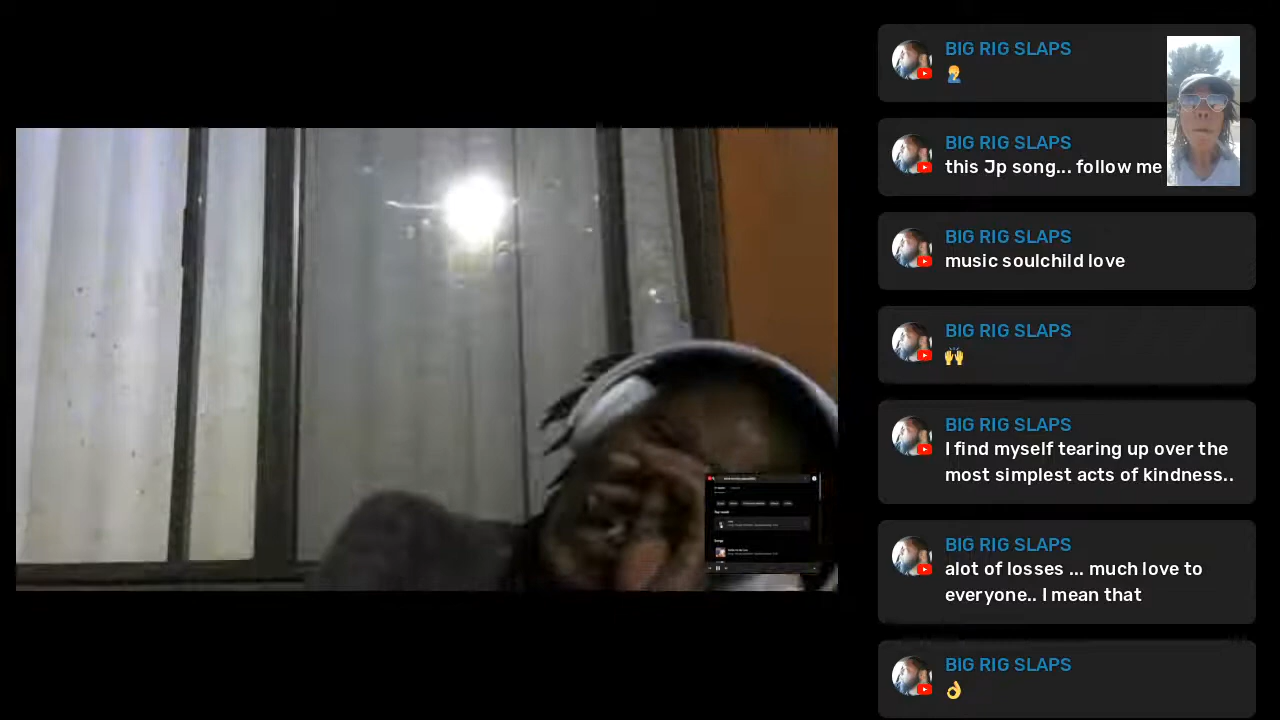 BIG RIG SLAPS
🤦‍♂️
BIG RIG SLAPS
this Jp song... follow me
BIG RIG SLAPS
music soulchild love
BIG RIG SLAPS
🙌
BIG RIG SLAPS
I find myself tearing up over the
most simplest acts of kindness..
BIG RIG SLAPS
alot of losses ... much love to
everyone.. I mean that
BIG RIG SLAPS
👌